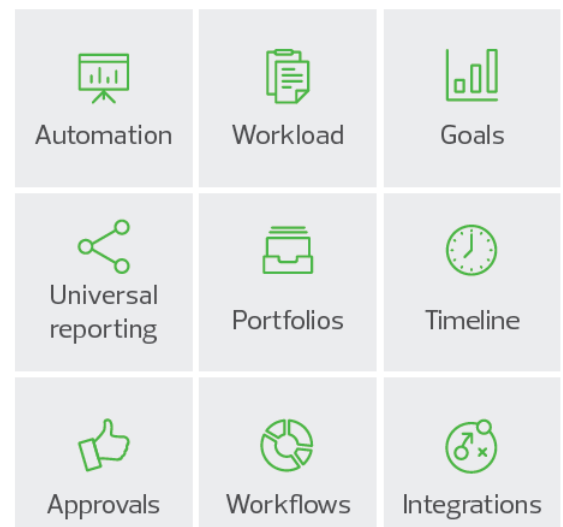 Automation
Workload
Goals
Universal
reporting
Portfolios
Timeline
Approvals
Workflows
Integrations